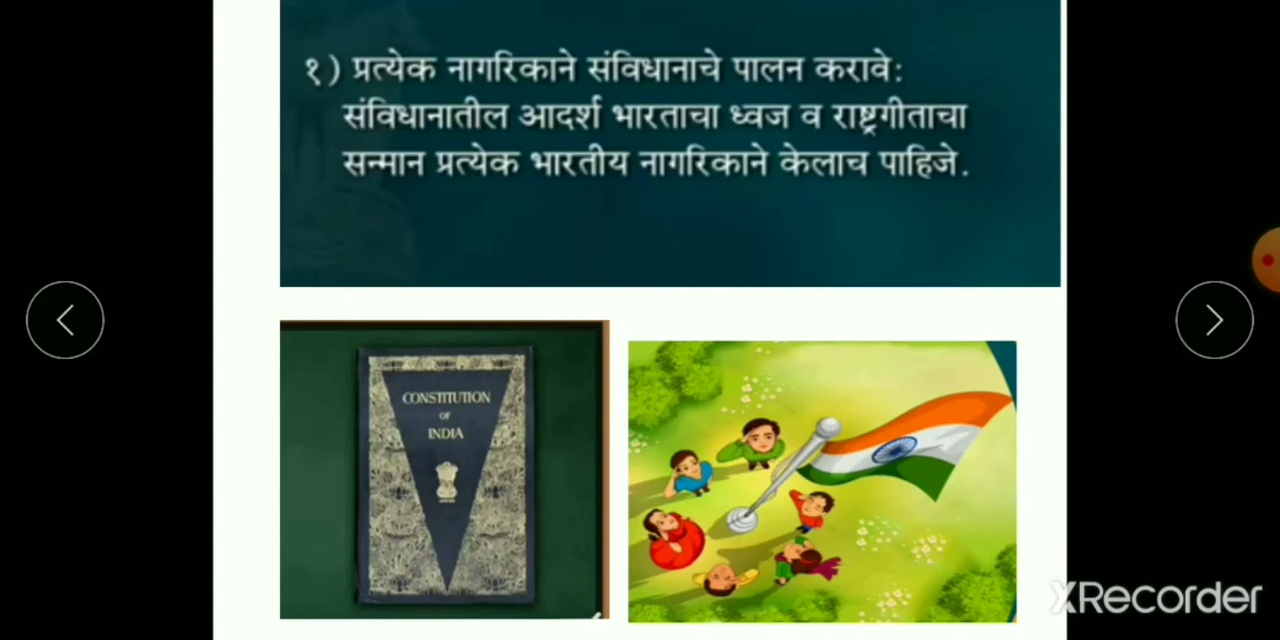 १) प्रत्येक नागरिकाने संविधानाचे पालन करावे:
संविधानातील आदर्श भारताचा ध्वज व राष्ट्रगीताचा
सन्मान प्रत्येक भारतीय नागरिकाने केलाच पाहिजे.
CONSTITUTION
OF
INDIA
XRecorder